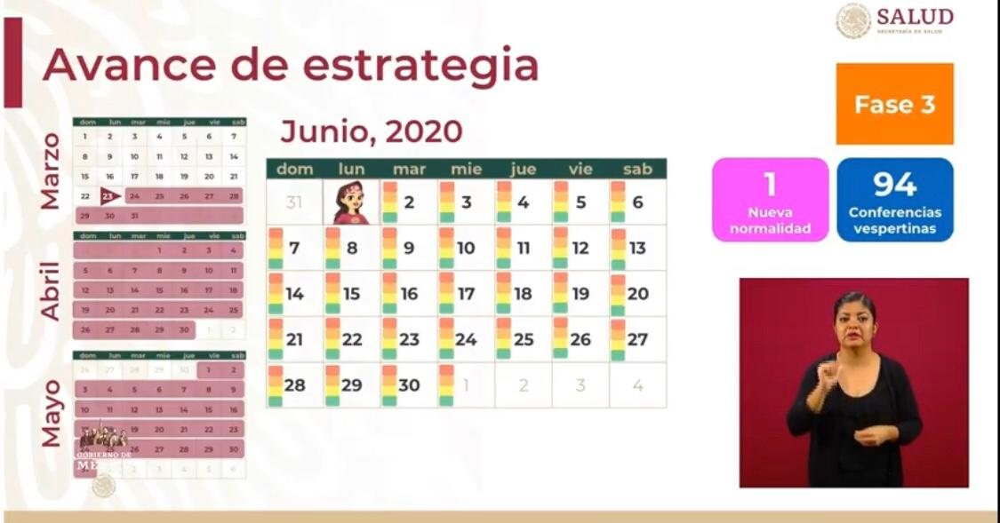 SALUD
SECRETARÍA DE SALUD
Avance de estrategia
Fase 3
Marzo
dom lun mar mie jue vie sab
1 2 3 4 5 6 7
8 9 10 11 12 13 14
15 16 17 18 19 20 21
22 23 24 25 26 27 28
29 30 31
Abril
dom lun mar mie jue vie sab
1 2 3 4
5 6 7 8 9 10 11
12 13 14 15 16 17 18
19 20 21 22 23 24 25
26 27 28 29 30 1 2
Mayo
dom lun mar mie jue vie sab
26 27 28 29 30 1 2
3 4 5 6 7 8 9
10 11 12 13 14 15 16
19 20 21 22 23
26 27 28 29 30
2 3 4 5 6
GOBIERNO DE
Junio, 2020
dom lun mar mie jue vie sab
31 2 3 4 5 6
7 8 9 10 11 12 13
14 15 16 17 18 19 20
21 22 23 24 25 26 27
28 29 30 1 2 3 4
1
Nueva
normalidad
94
Conferencias
vespertinas